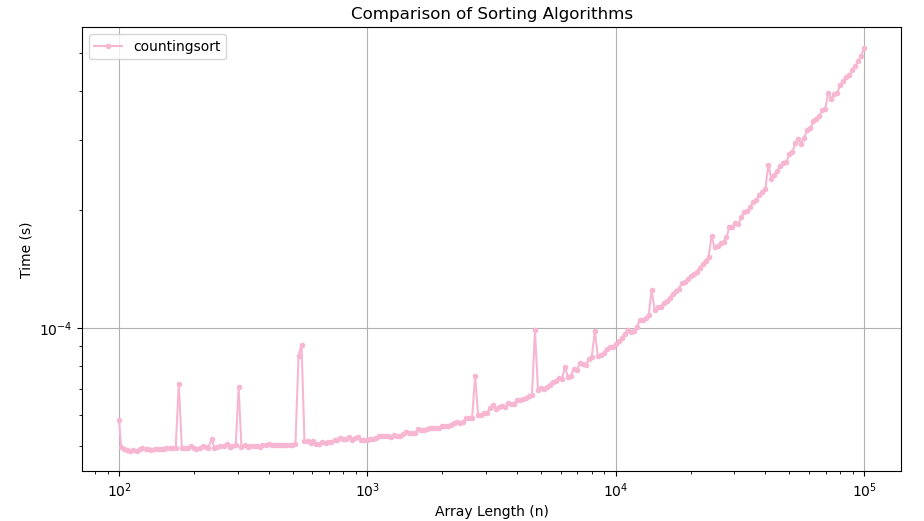 Comparison of Sorting Algorithms
countingsort
Time (s)
10⁻⁴
10² 10³ 10⁴ 10⁵
Array Length (n)